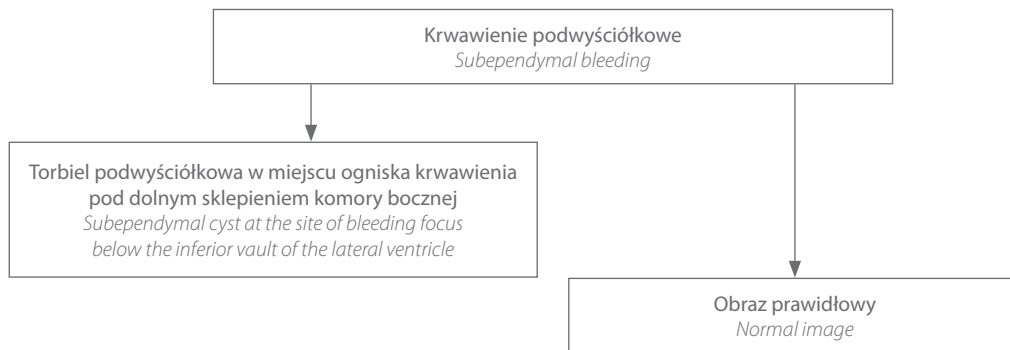 Krwawienie podwyściółkowe
Subependymal bleeding
Torbiel podwyściółkowa w miejscu ogniska krwawienia
pod dolnym sklepieniem komory bocznej
Subependymal cyst at the site of bleeding focus
below the inferior vault of the lateral ventricle
Obraz prawidłowy
Normal image